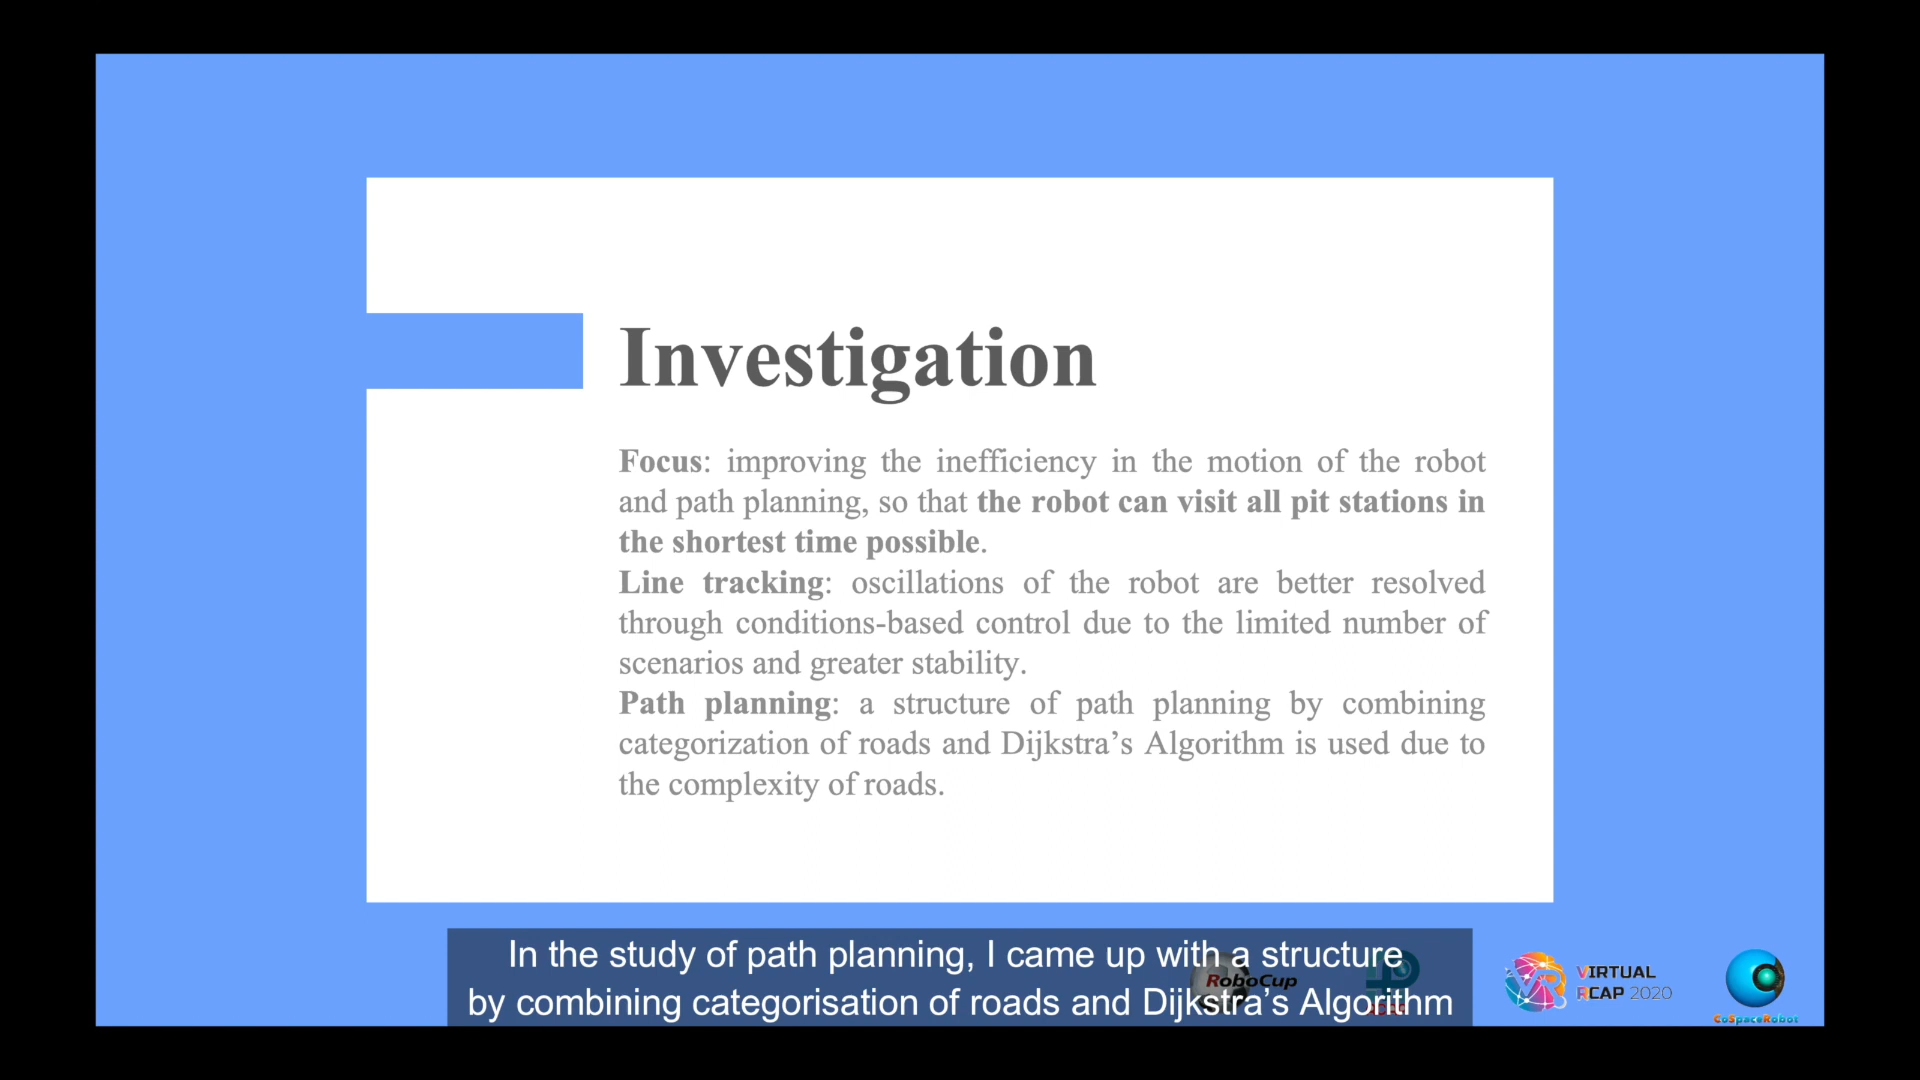 Investigation
Focus: improving the inefficiency in the motion of the robot
and path planning, so that the robot can visit all pit stations in
the shortest time possible.
Line tracking: oscillations of the robot are better resolved
through conditions-based control due to the limited number of
scenarios and greater stability.
Path planning: a structure of path planning by combining
categorization of roads and Dijkstra’s Algorithm is used due to
the complexity of roads.
In the study of path planning, I came up with a structure
by combining categorisation of roads and Dijkstra’s Algorithm
RoboCup
VIRTUAL
RCAP 2020
CoSpaceRobot